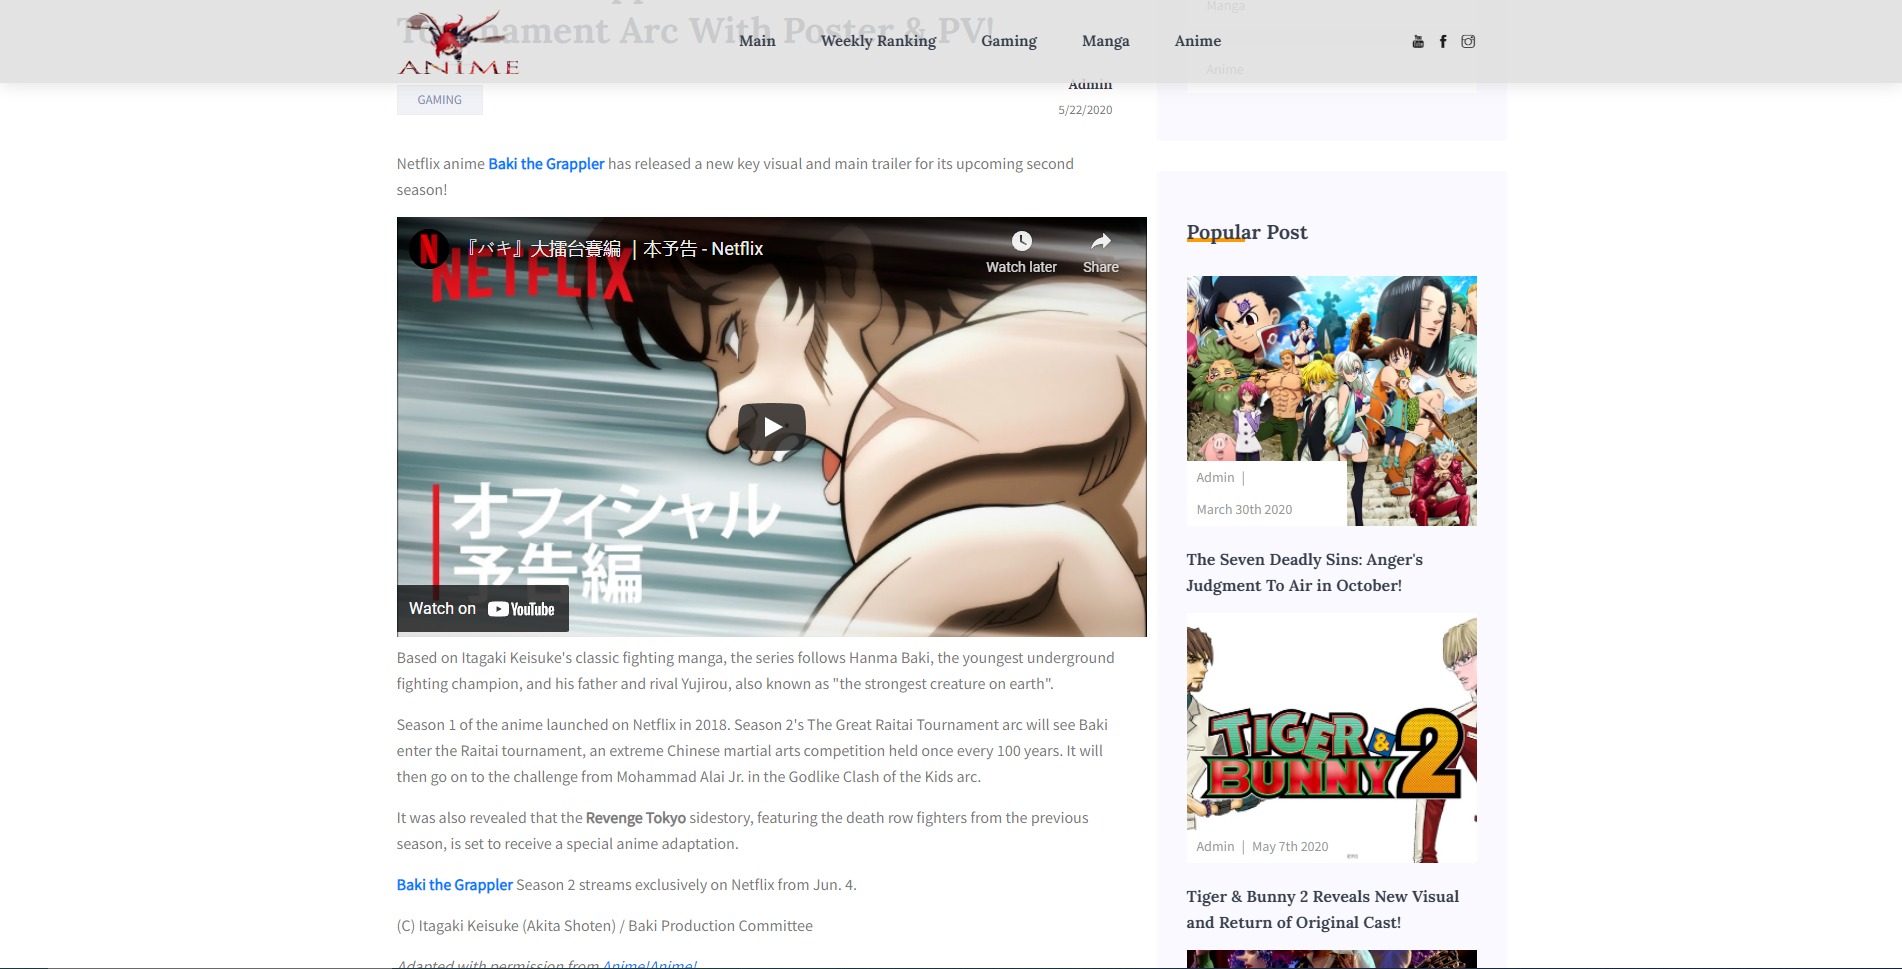 Tournament Arc With Poster & PV!
ANIME
Main
Weekly Ranking
Gaming
Manga
Anime
Manga
Anime
GAMING
Admin
5/22/2020
Netflix anime Baki the Grappler has released a new key visual and main trailer for its upcoming second
season!
『バキ』大擂台賽編 | 本予告 - Netflix
Watch later
Share
NETFLIX
オフィシャル
予告編
Watch on YouTube
Based on Itagaki Keisuke's classic fighting manga, the series follows Hanma Baki, the youngest underground
fighting champion, and his father and rival Yujirou, also known as "the strongest creature on earth".
Season 1 of the anime launched on Netflix in 2018. Season 2's The Great Raitai Tournament arc will see Baki
enter the Raitai tournament, an extreme Chinese martial arts competition held once every 100 years. It will
then go on to the challenge from Mohammad Alai Jr. in the Godlike Clash of the Kids arc.
It was also revealed that the Revenge Tokyo sidestory, featuring the death row fighters from the previous
season, is set to receive a special anime adaptation.
Baki the Grappler Season 2 streams exclusively on Netflix from Jun. 4.
(C) Itagaki Keisuke (Akita Shoten) / Baki Production Committee
Adapted with permission from Anime!Anime!
Popular Post
Admin |
March 30th 2020
The Seven Deadly Sins: Anger's
Judgment To Air in October!
TIGER &
BUNNY 2
Admin | May 7th 2020
Tiger & Bunny 2 Reveals New Visual
and Return of Original Cast!